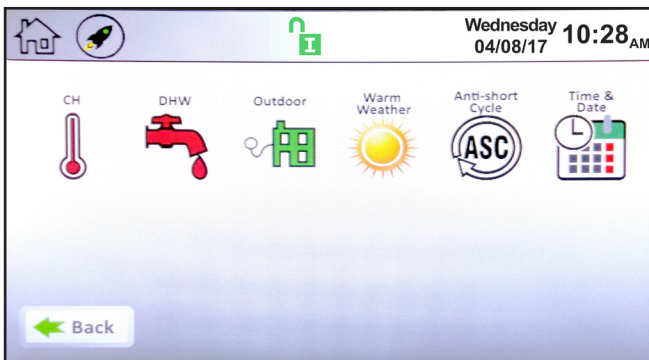 I
Wednesday
04/08/17
10:28AM
CH
DHW
Outdoor
Warm
Weather
Anti-short
Cycle
Time &
Date
ASC
Back